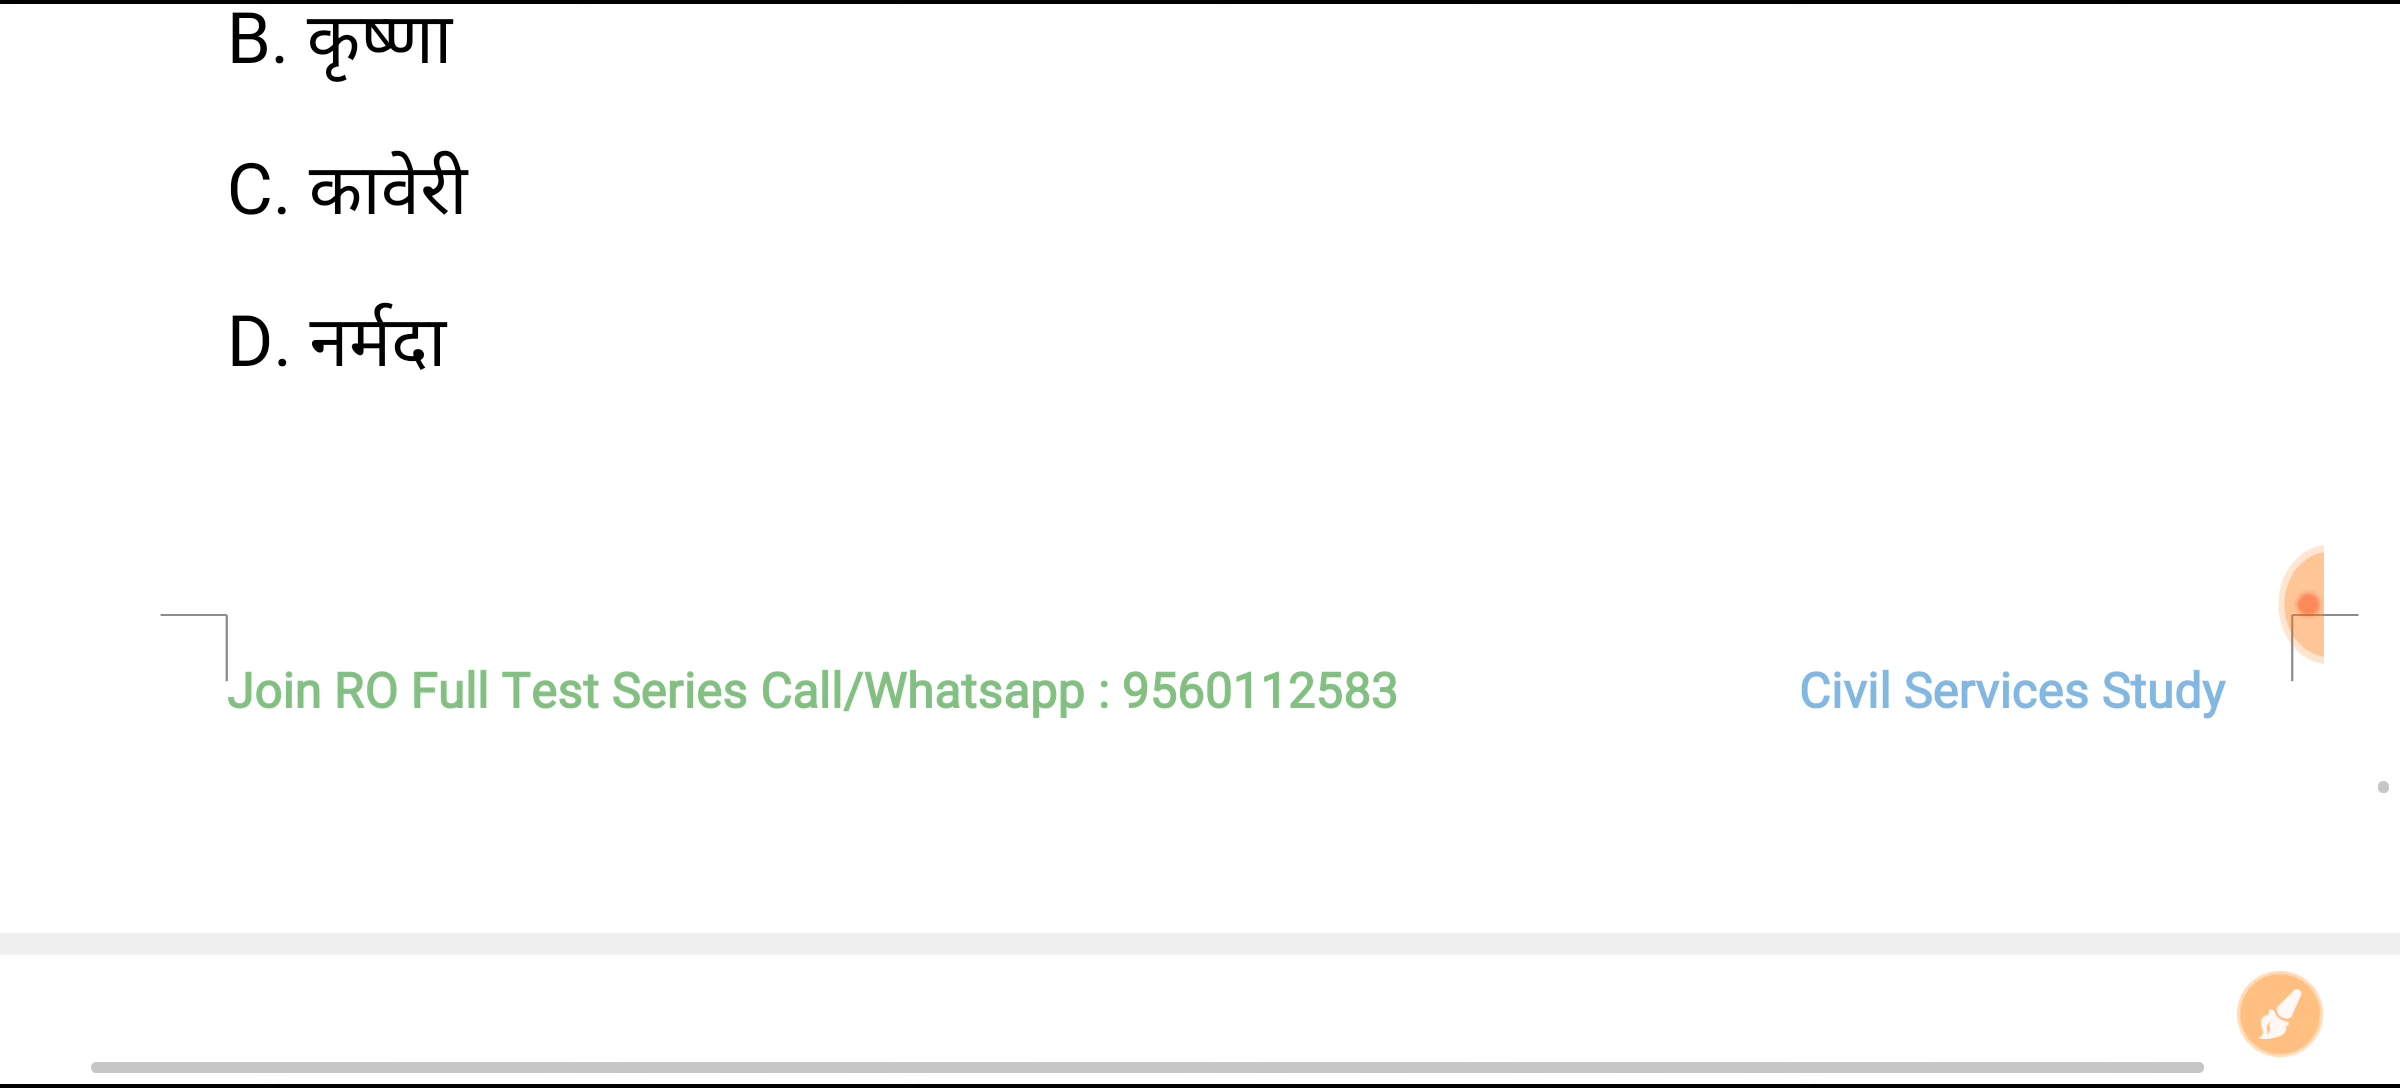 B. कृष्णा
C. कावेरी
D. नर्मदा
Join RO Full Test Series Call/Whatsapp : 9560112583 Civil Services Study